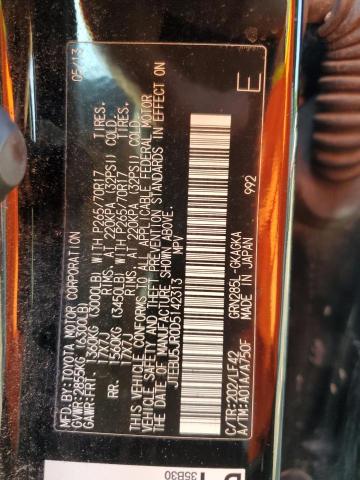 MFD.BY:TOYOTA MOTOR CORPORATION 05/13
GVWR:2855KG (6300LB)
GAWR:FRT. 1360KG (3000LB) WITH P265/70R17 TIRES.
17X7J RIMS. AT 220KPA (32PSI) COLD.
RR. 1560KG (3450LB) WITH P265/70R17 TIRES.
17X7J RIMS. AT 220KPA (32PSI) COLD.
THIS VEHICLE CONFORMS TO ALL APPLICABLE FEDERAL MOTOR
VEHICLE SAFETY AND THEFT PREVENTION STANDARDS IN EFFECT ON
THE DATE OF MANUFACTURE SHOWN ABOVE.
JTEBU5JR0D5142313 MPV
C/TR:202/LF42 GRN285L-GKAGKA 992
A/TM:A01A/A750F MADE IN JAPAN
E
35B30